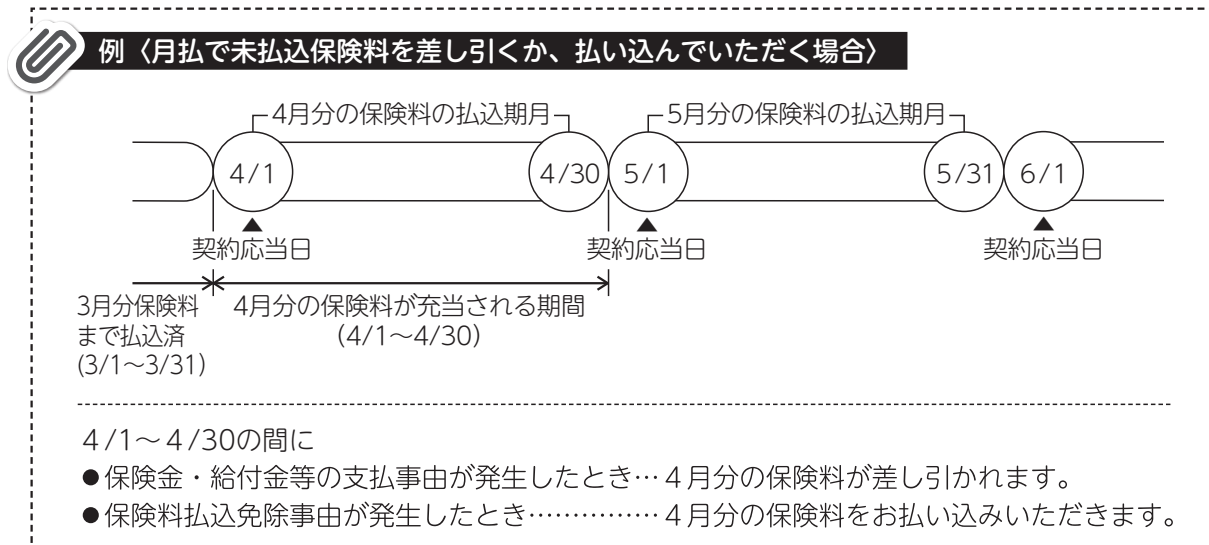 例〈月払で未払込保険料を差し引くか、払い込んでいただく場合〉
4月分の保険料の払込期月 5月分の保険料の払込期月
4/1 4/30 5/1 5/31 6/1
▲ ▲ ▲
契約応当日 契約応当日 契約応当日
3月分保険料 4月分の保険料が充当される期間
まで払込済 （4/1～4/30）
(3/1～3/31)
4/1～4/30の間に
●保険金・給付金等の支払事由が発生したとき…4月分の保険料が差し引かれます。
●保険料払込免除事由が発生したとき……………4月分の保険料をお払い込みいただきます。